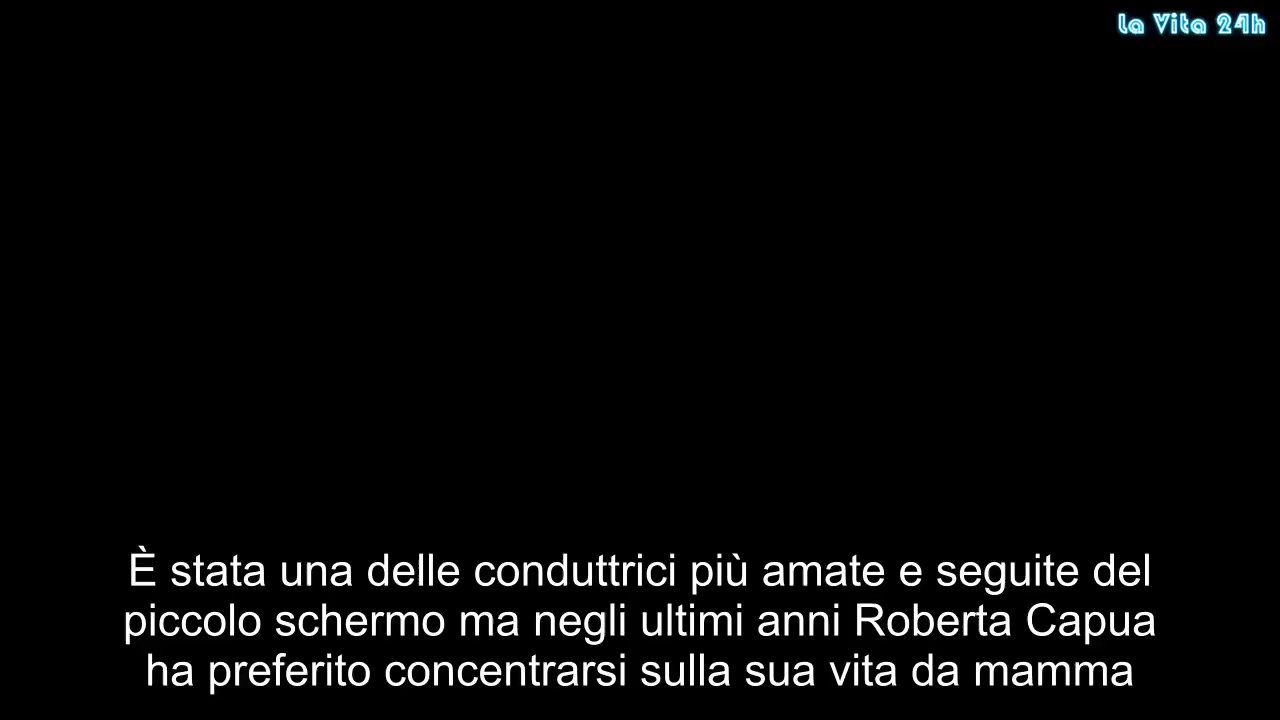 La Vita 24h
È stata una delle conduttrici più amate e seguite del
piccolo schermo ma negli ultimi anni Roberta Capua
ha preferito concentrarsi sulla sua vita da mamma